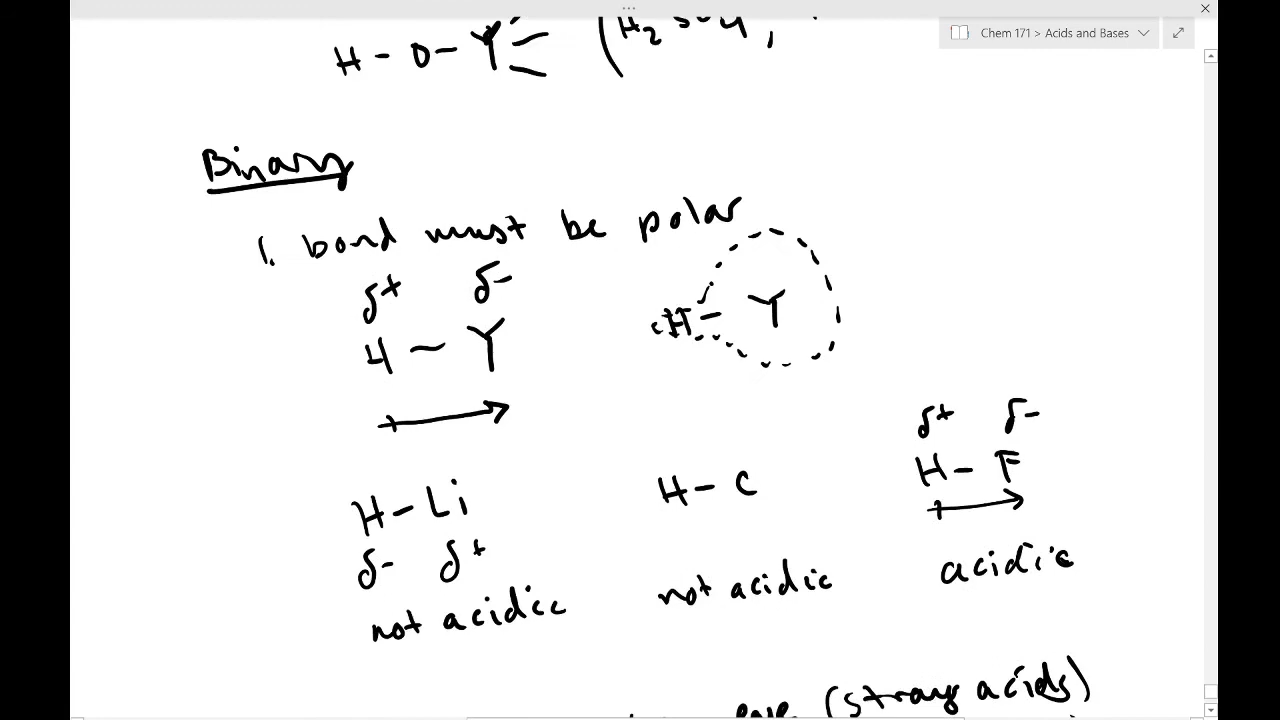 Chem 171 > Acids and Bases
H - O - Y (H2SO4,
Binary
1. bond must be polar
δ+ δ-
H - Y H - Y
δ+ δ-
H - Li H - C H - F
δ- δ+
not acidicc not acidic acidic
(strong acids)